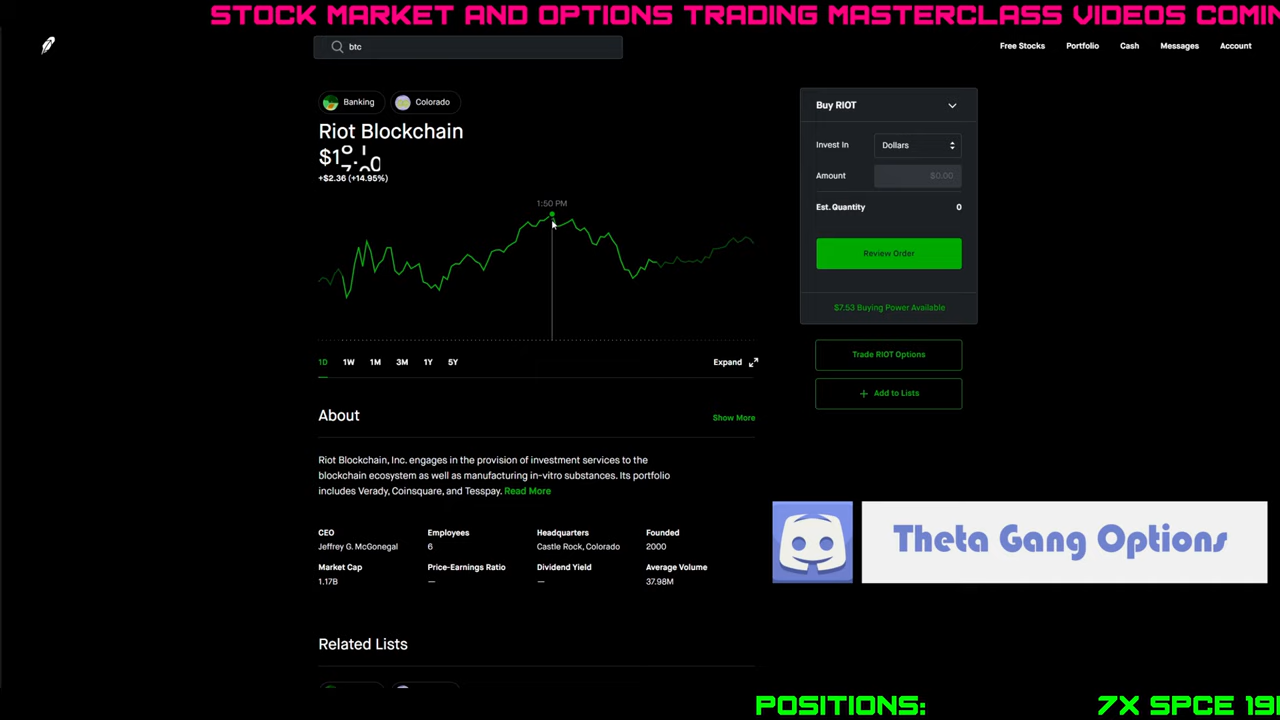 STOCK MARKET AND OPTIONS TRADING MASTERCLASS VIDEOS COMIN
btc
Free Stocks Portfolio Cash Messages Account
Banking Colorado
Riot Blockchain
+$2.36 (+14.95%)
1:50 PM
1D 1W 1M 3M 1Y 5Y Expand
Buy RIOT
Invest In Dollars
Amount $0.00
Est. Quantity 0
Review Order
$7.53 Buying Power Available
Trade RIOT Options
+ Add to Lists
About Show More
Riot Blockchain, Inc. engages in the provision of investment services to the
blockchain ecosystem as well as manufacturing in-vitro substances. Its portfolio
includes Verady, Coinsquare, and Tesspay. Read More
CEO Employees Headquarters Founded
Jeffrey G. McGonegal 6 Castle Rock, Colorado 2000
Market Cap Price-Earnings Ratio Dividend Yield Average Volume
1.17B — — 37.98M
Theta Gang Options
Related Lists
POSITIONS: 7X SPCE